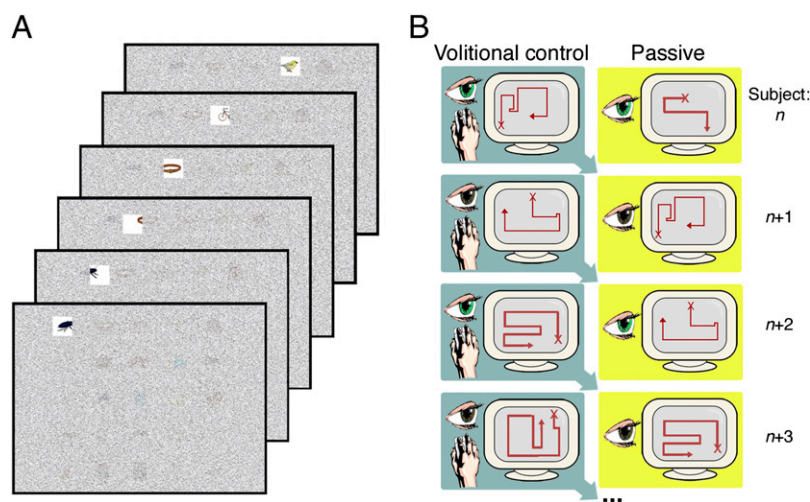 A
B
Volitional control
Passive
Subject:
n
n+1
n+2
n+3
...